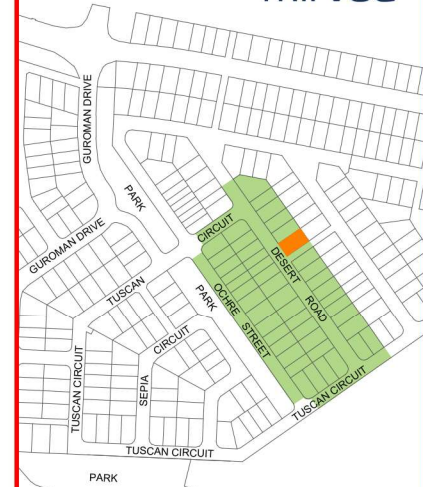 GUROMAN DRIVE
PARK
CIRCUIT
GUROMAN DRIVE
DESERT
ROAD
TUSCAN
PARK
OCHRE STREET
CIRCUIT
TUSCAN CIRCUIT
SEPIA
TUSCAN CIRCUIT
TUSCAN CIRCUIT
PARK